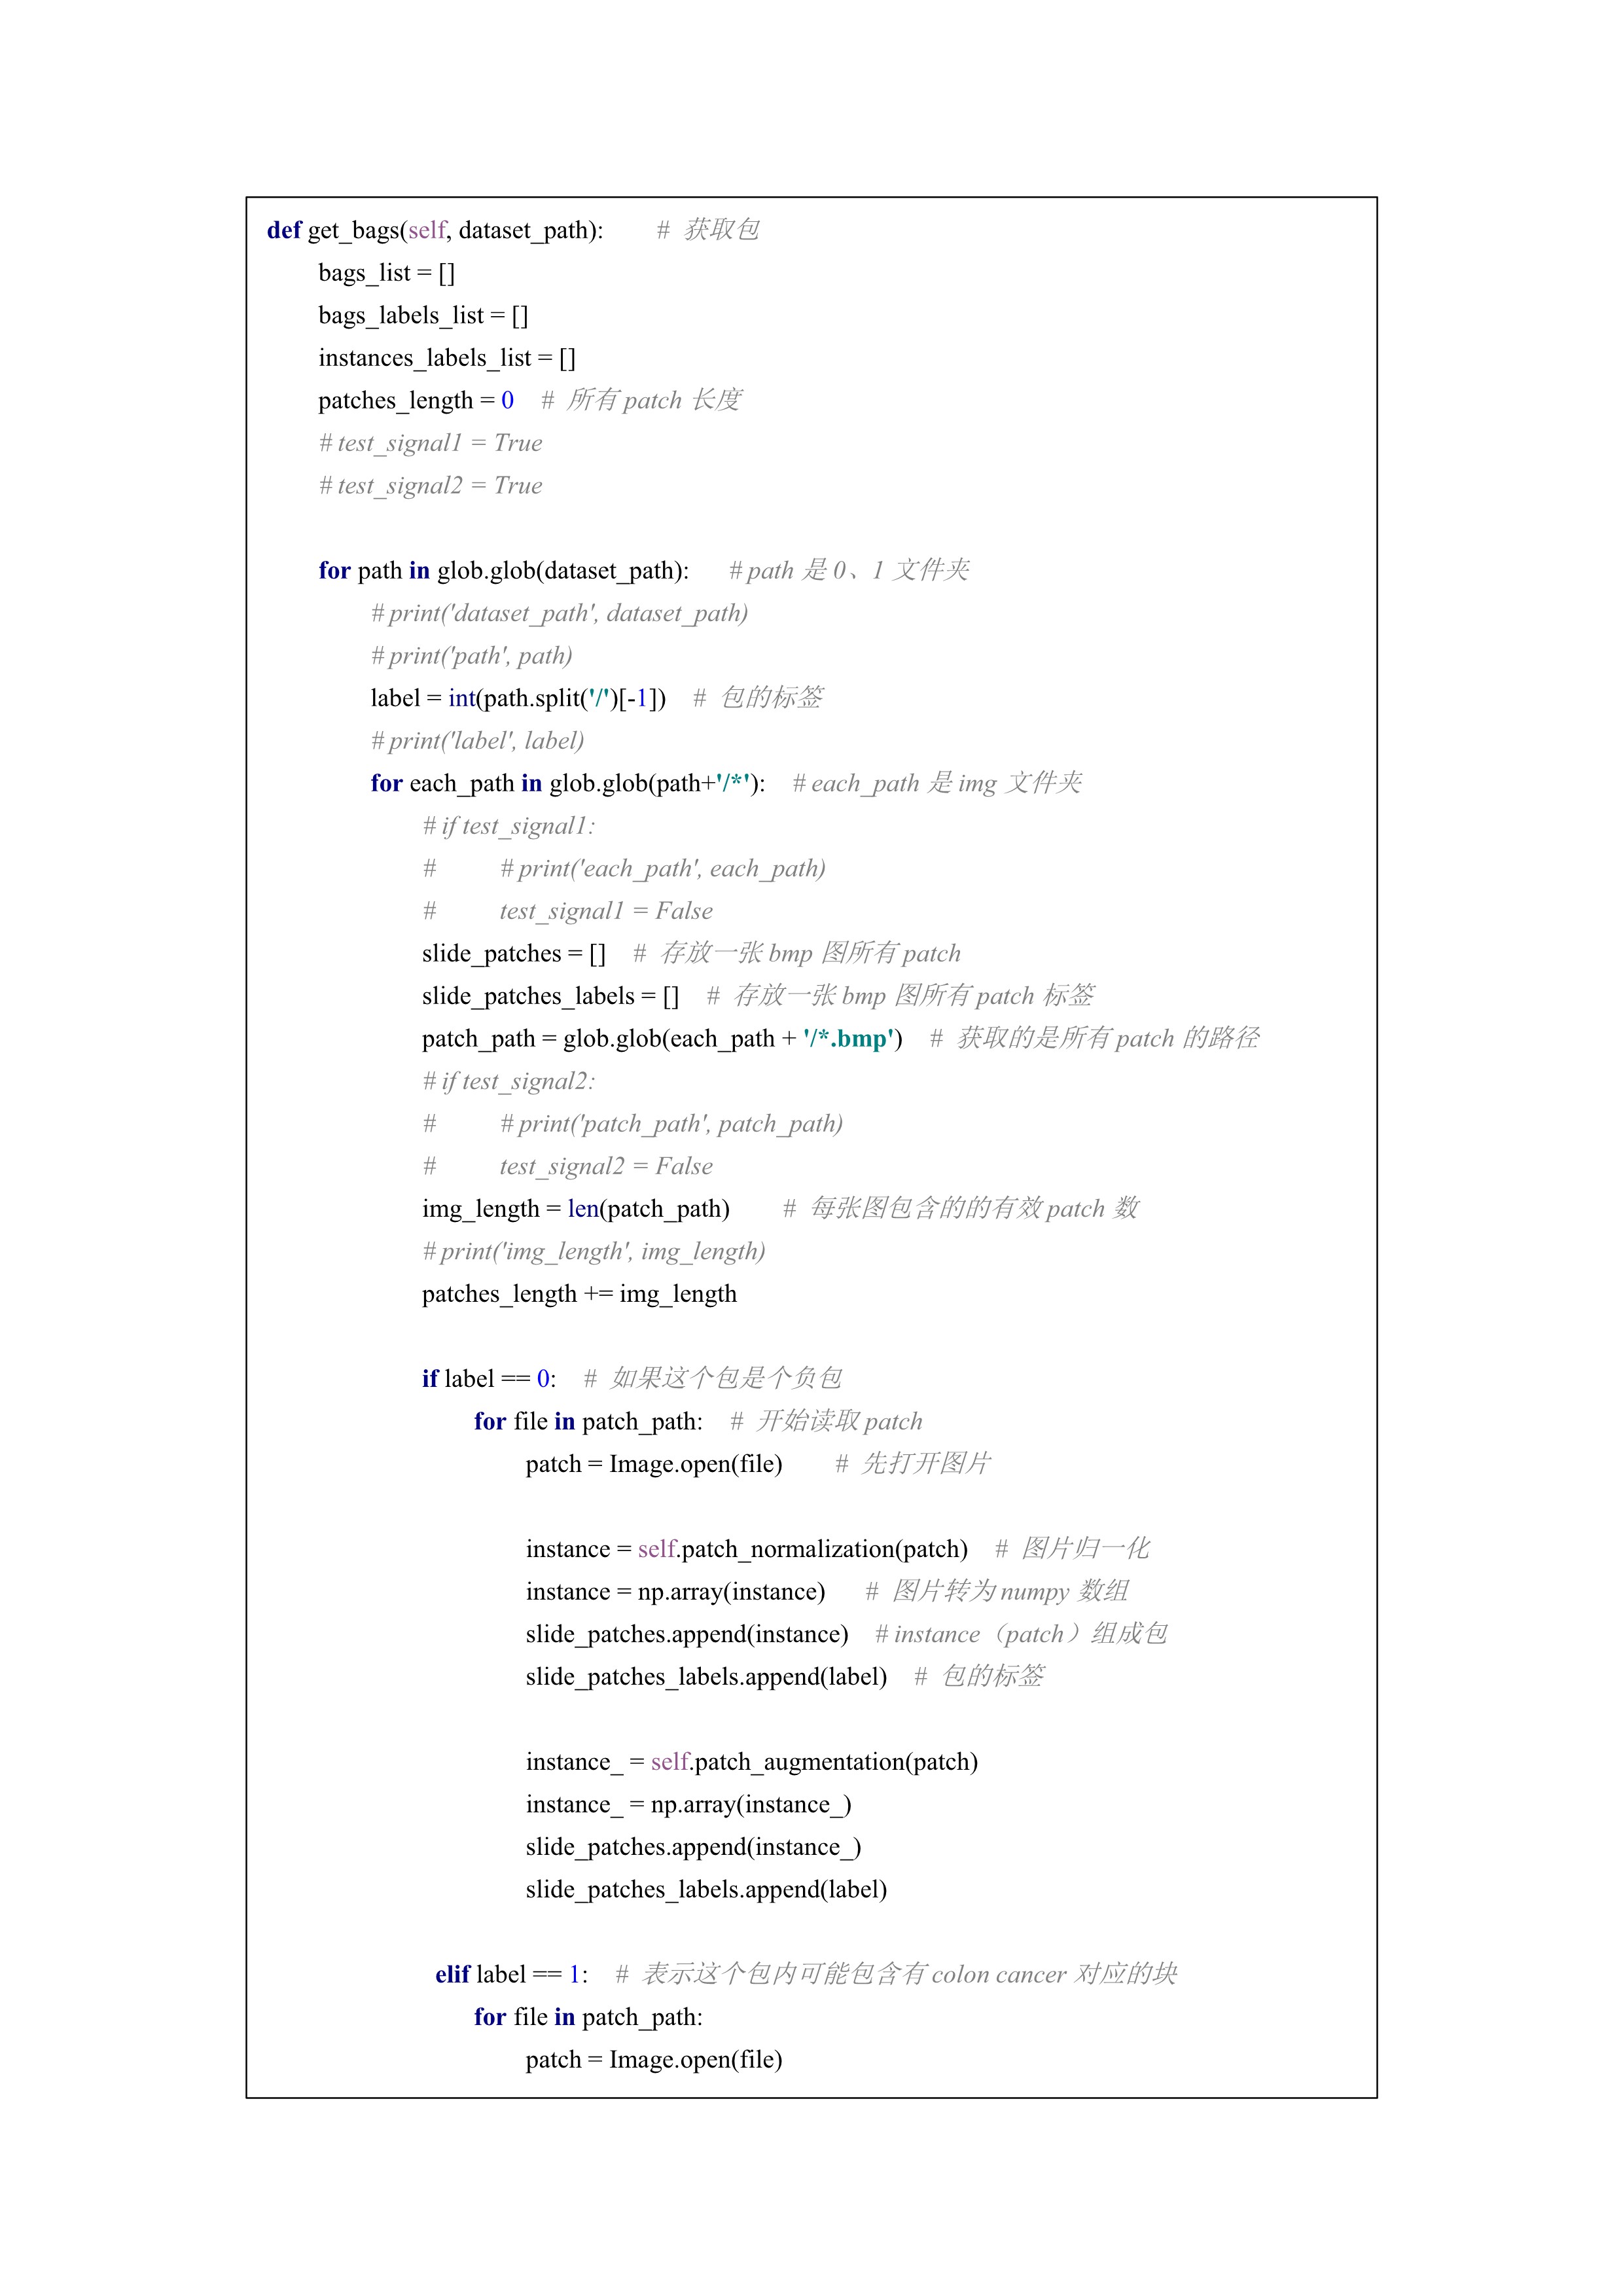 def get_bags(self, dataset_path):    # 获取包
    bags_list = []
    bags_labels_list = []
    instances_labels_list = []
    patches_length = 0  # 所有 patch 长度
    # test_signal1 = True
    # test_signal2 = True

    for path in glob.glob(dataset_path):   # path 是 0、1 文件夹
        # print('dataset_path', dataset_path)
        # print('path', path)
        label = int(path.split('/')[-1])  # 包的标签
        # print('label', label)
        for each_path in glob.glob(path+'/*'):  # each_path 是 img 文件夹
            # if test_signal1:
            #     # print('each_path', each_path)
            #     test_signal1 = False
            slide_patches = []  # 存放一张 bmp 图所有 patch
            slide_patches_labels = []  # 存放一张 bmp 图所有 patch 标签
            patch_path = glob.glob(each_path + '/*.bmp')  # 获取的是所有 patch 的路径
            # if test_signal2:
            #     # print('patch_path', patch_path)
            #     test_signal2 = False
            img_length = len(patch_path)    # 每张图包含的的有效 patch 数
            # print('img_length', img_length)
            patches_length += img_length

            if label == 0:  # 如果这个包是个负包
                for file in patch_path:  # 开始读取 patch
                    patch = Image.open(file)    # 先打开图片

                    instance = self.patch_normalization(patch)  # 图片归一化
                    instance = np.array(instance)   # 图片转为 numpy 数组
                    slide_patches.append(instance)  # instance（patch）组成包
                    slide_patches_labels.append(label)  # 包的标签

                    instance_ = self.patch_augmentation(patch)
                    instance_ = np.array(instance_)
                    slide_patches.append(instance_)
                    slide_patches_labels.append(label)

             elif label == 1:  # 表示这个包内可能包含有 colon cancer 对应的块
                for file in patch_path:
                    patch = Image.open(file)